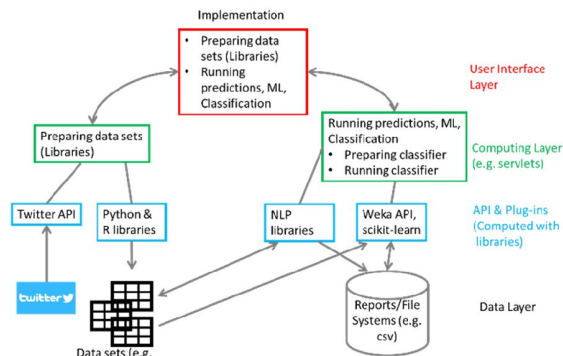 Implementation
• Preparing data
sets (Libraries)
• Running
predictions, ML,
Classification
User Interface
Layer
Preparing data sets
(Libraries)
Running predictions, ML,
Classification
• Preparing classifier
• Running classifier
Computing Layer
(e.g. servlets)
Twitter API
Python &
R libraries
NLP
libraries
Weka API,
scikit-learn
API & Plug-ins
(Computed with
libraries)
twitter
Reports/File
Systems (e.g.
csv)
Data Layer
Data sets (e.g.